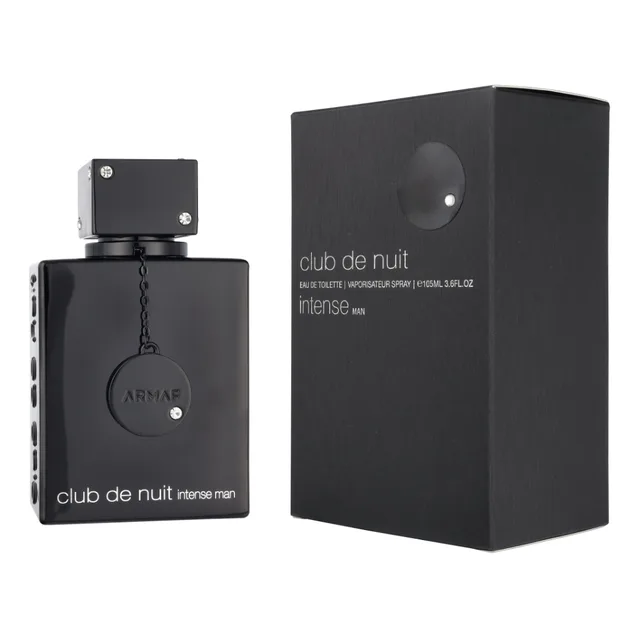 ARMAF
club de nuit intense man
club de nuit
EAU DE TOILETTE | VAPORISATEUR SPRAY | ℮105ML 3.6FL.OZ
intense MAN